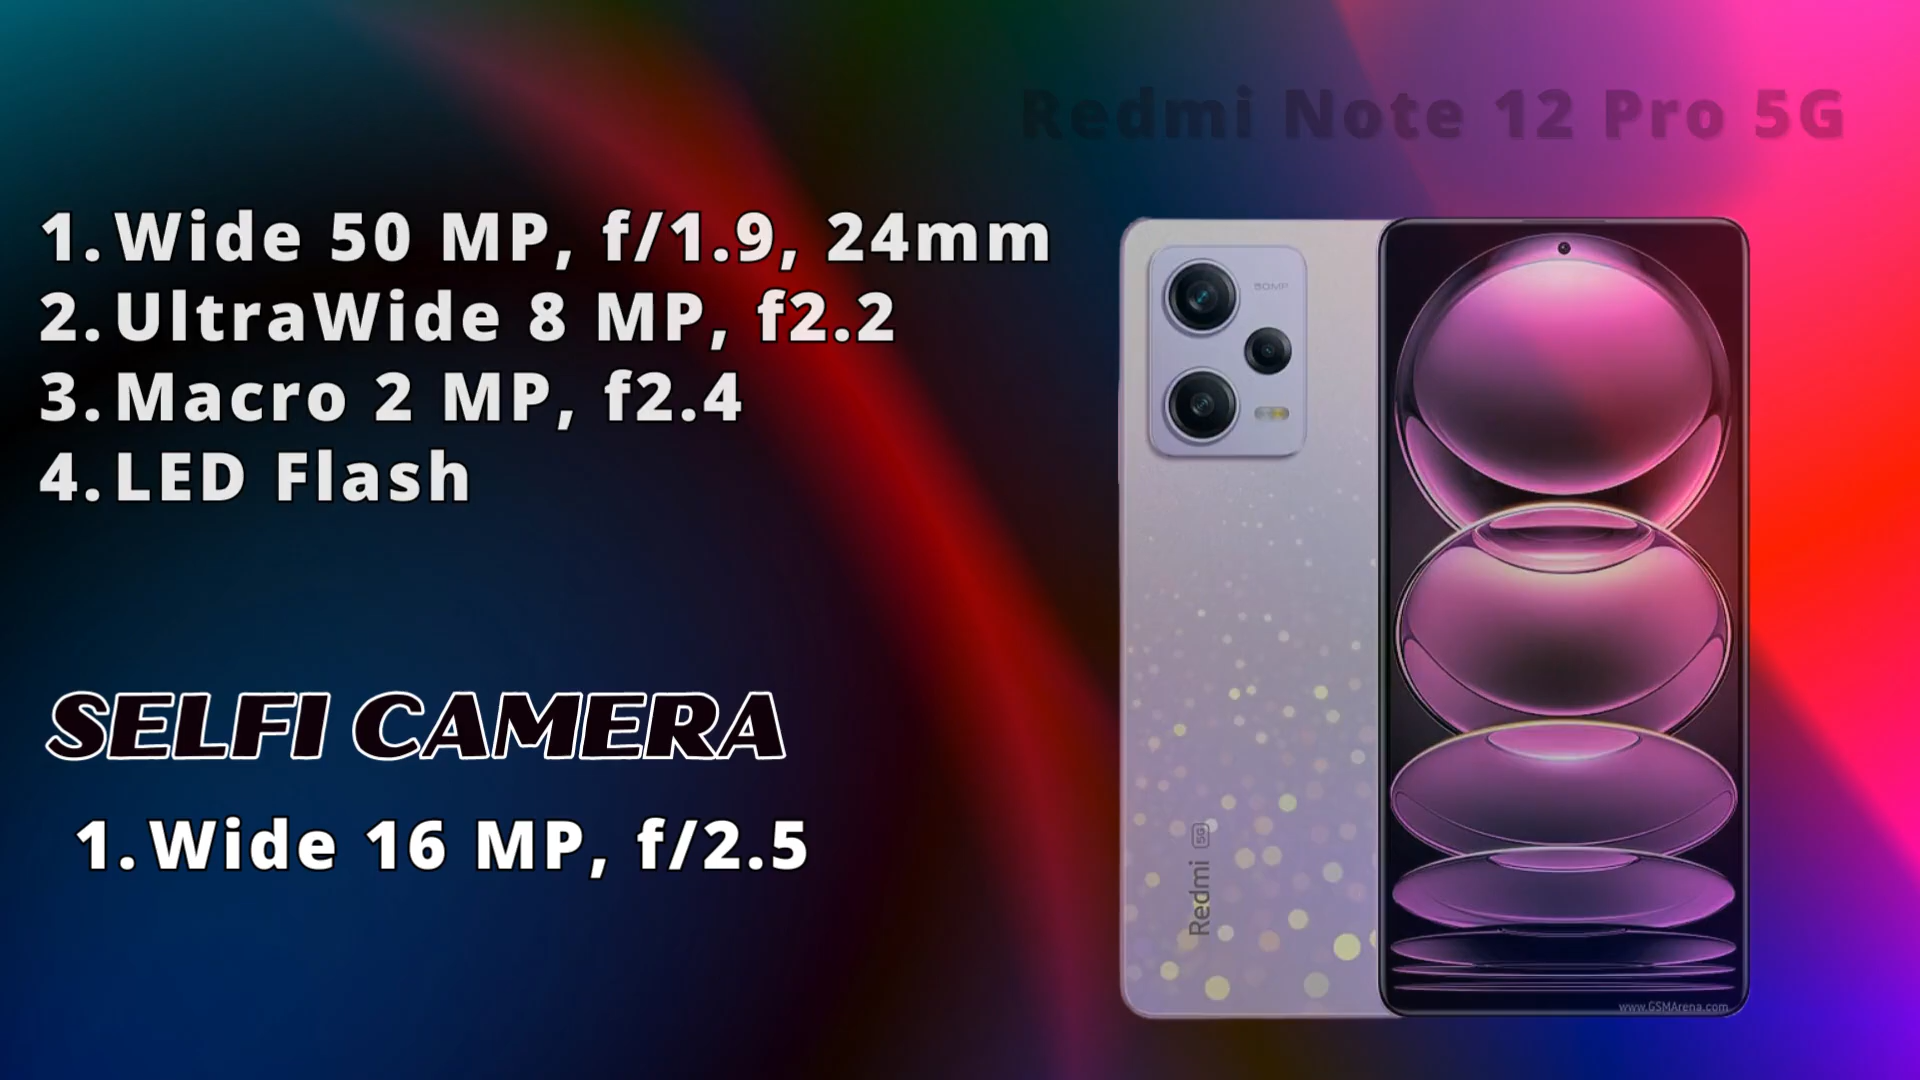 Redmi Note 12 Pro 5G
1. Wide 50 MP, f/1.9, 24mm
2. UltraWide 8 MP, f2.2
3. Macro 2 MP, f2.4
4. LED Flash
SELFI CAMERA
1. Wide 16 MP, f/2.5
50MP
Redmi 5G
www.GSMArena.com